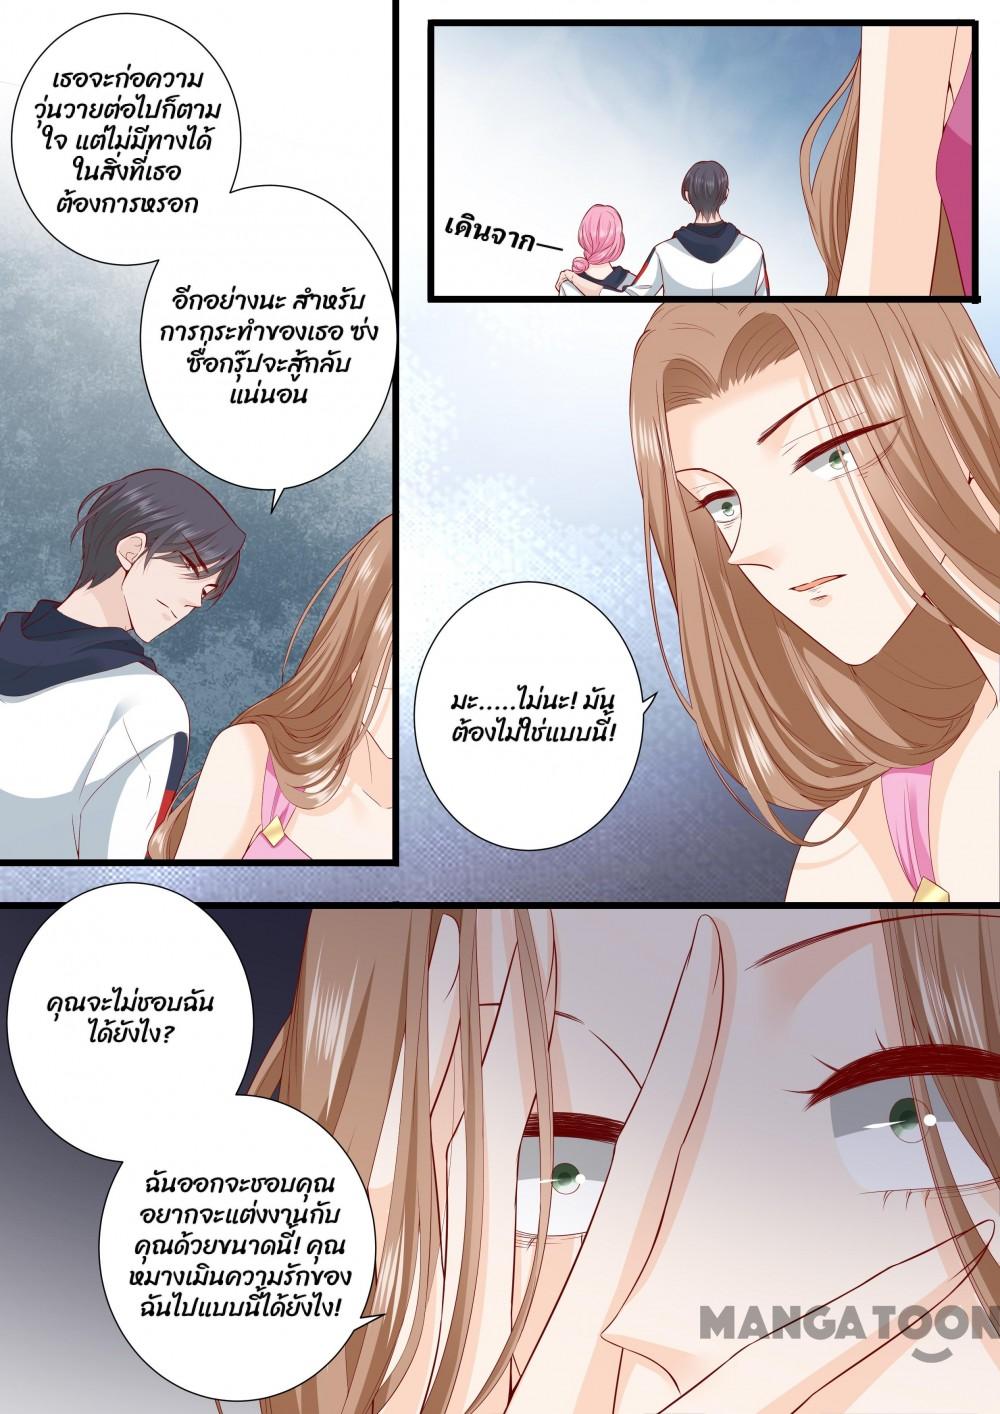 เธอจะก่อความ
วุ่นวายต่อไปก็ตาม
ใจ แต่ไม่มีทางได้
ในสิ่งที่เธอ
ต้องการหรอก
อีกอย่างนะ สำหรับ
การกระทำของเธอ ซ่ง
ซื่อกรุ๊ปจะสู้กลับ
แน่นอน
เดินจาก—
มะ.....ไม่นะ! มัน
ต้องไม่ใช่แบบนี้!
คุณจะไม่ชอบฉัน
ได้ยังไง?
ฉันออกจะชอบคุณ
อยากจะแต่งงานกับ
คุณด้วยขนาดนี้! คุณ
หมางเมินความรักของ
ฉันไปแบบนี้ได้ยังไง!
MANGATOON